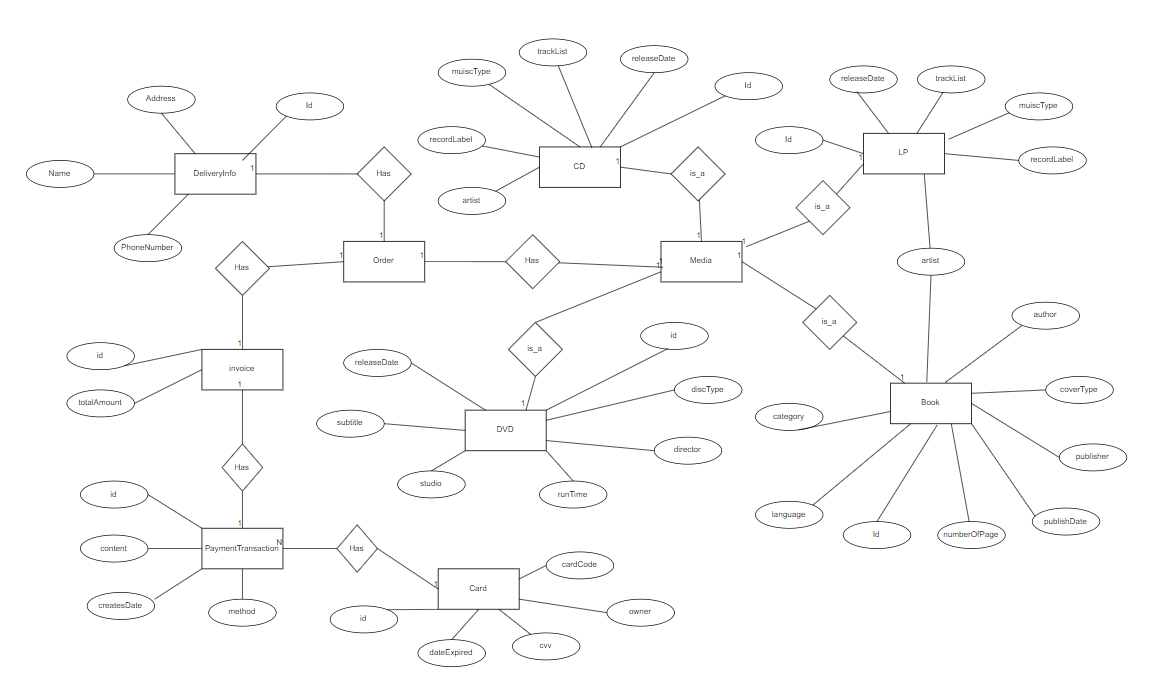 trackList
releaseDate
muiscType
Id
releaseDate
trackList
Address
Id
muiscType
recordLabel
Id
recordLabel
CD
1
LP
1
Name
DeliveryInfo
1
Has
is_a
artist
is_a
PhoneNumber
1
1
1
1
Has
1
Order
1
Has
1
1
Media
1
artist
is_a
author
id
1
releaseDate
is_a
id
invoice
1
totalAmount
1
discType
1
coverType
Book
category
subtitle
DVD
director
publisher
Has
studio
runTime
id
language
Id
numberOfPage
publishDate
1
content
PaymentTransaction
N
Has
cardCode
1
Card
createsDate
method
id
owner
dateExpired
cvv